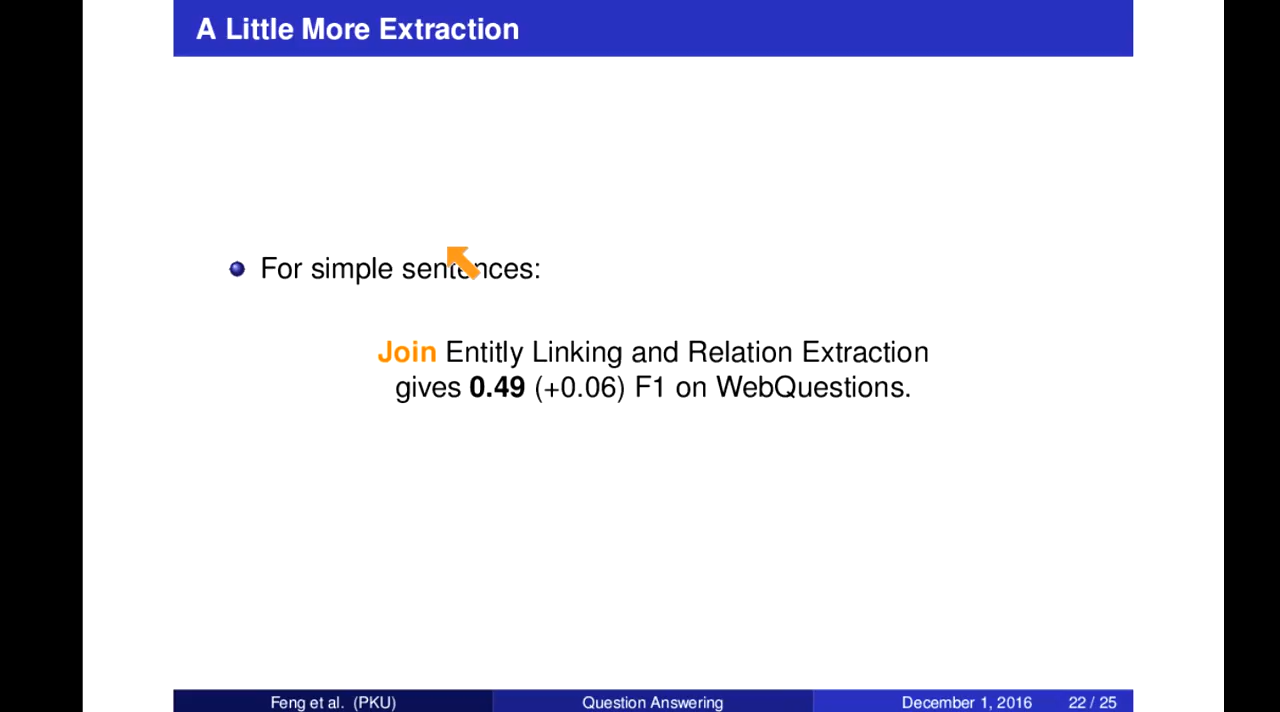 A Little More Extraction
For simple sentences:
Join Entitly Linking and Relation Extraction
gives 0.49 (+0.06) F1 on WebQuestions.
Feng et al. (PKU) Question Answering December 1, 2016 22 / 25